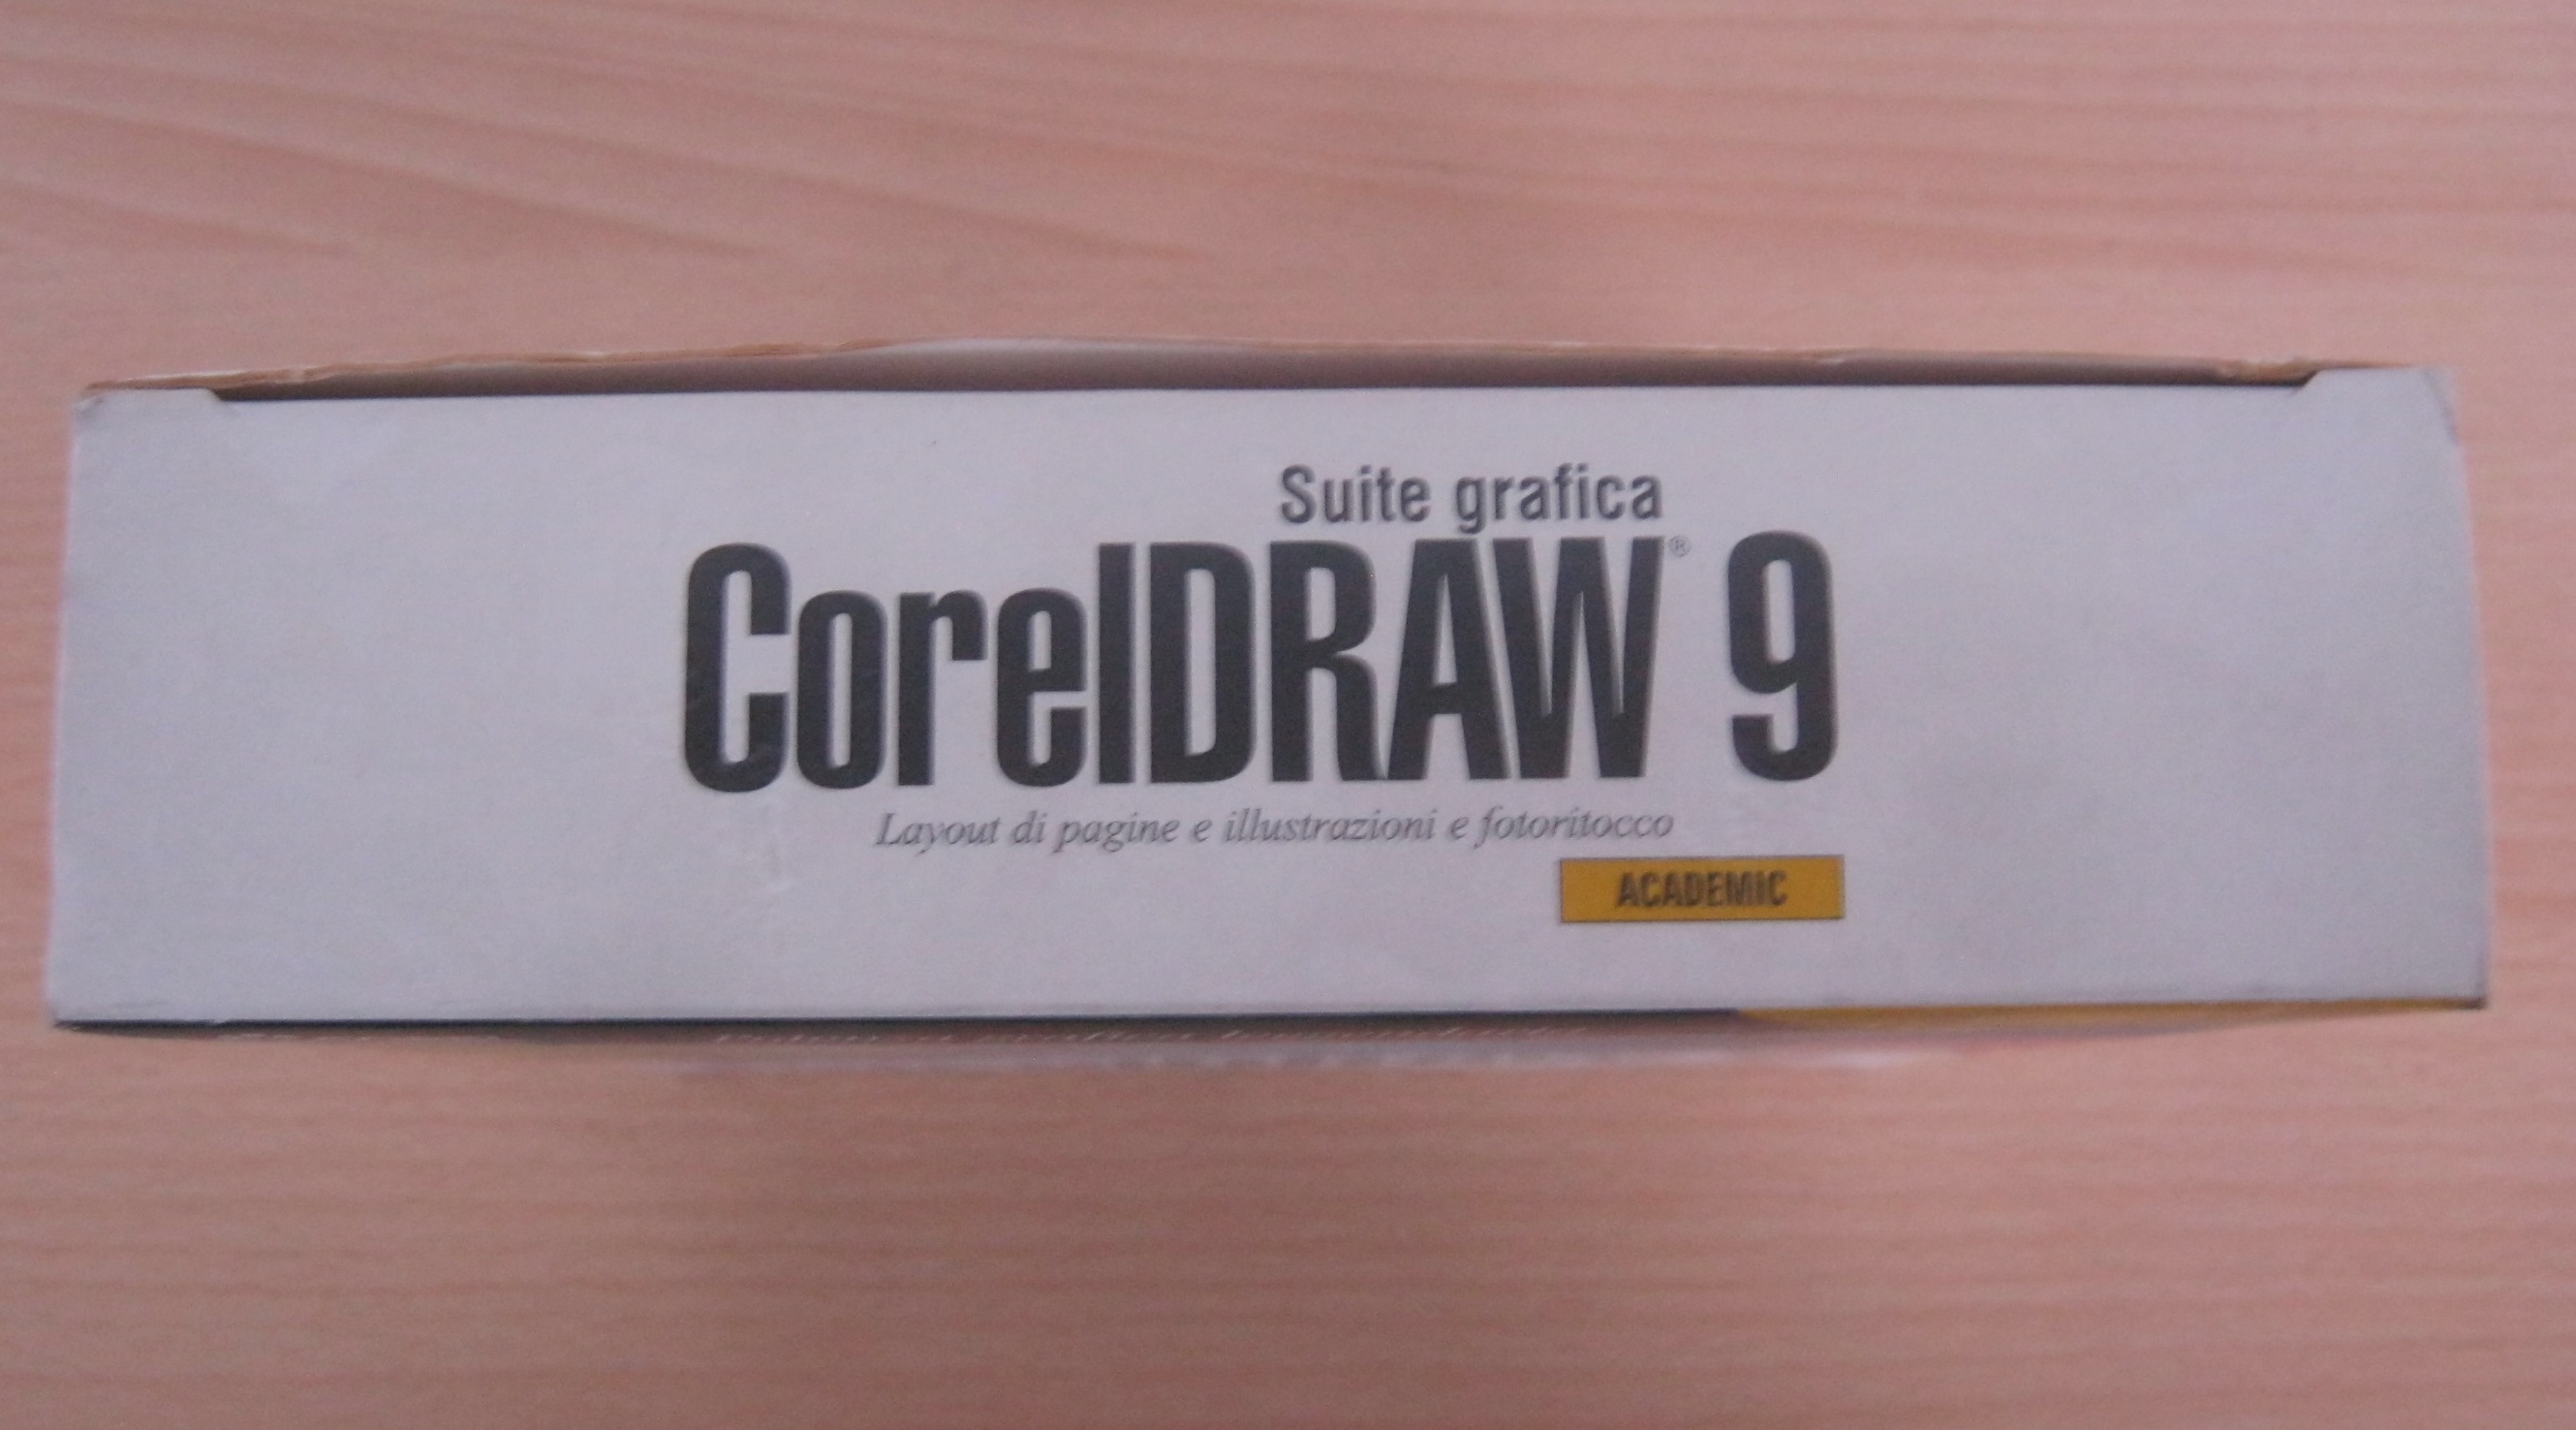 Suite grafica
CorelDRAW® 9
Layout di pagine e illustrazioni e fotoritocco
ACADEMIC